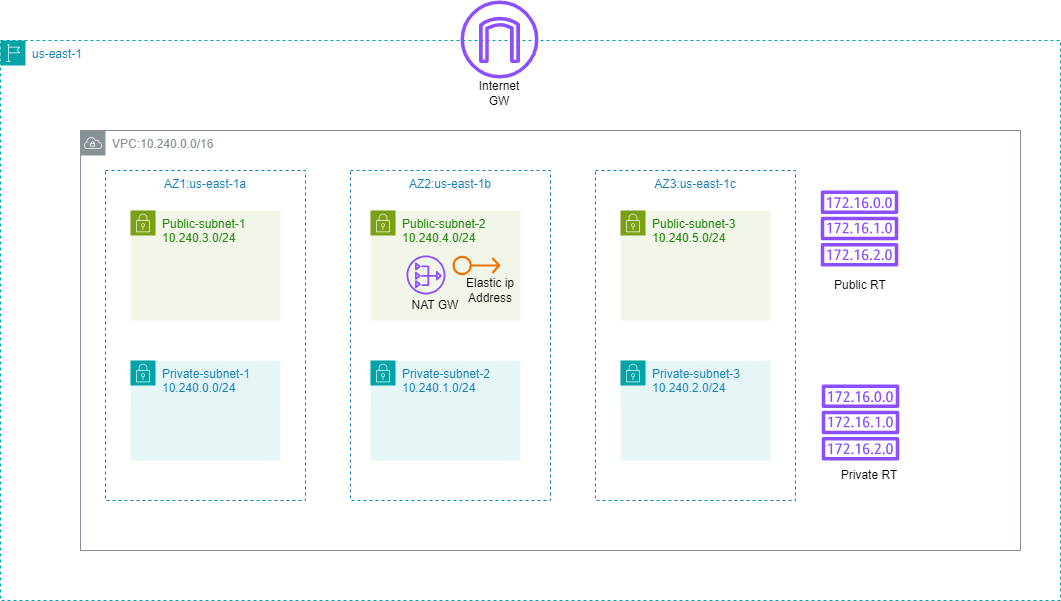 us-east-1
Internet
GW
VPC:10.240.0.0/16
AZ1:us-east-1a
AZ2:us-east-1b
AZ3:us-east-1c
Public-subnet-1
10.240.3.0/24
Public-subnet-2
10.240.4.0/24
Public-subnet-3
10.240.5.0/24
172.16.0.0
172.16.1.0
172.16.2.0
Public RT
Elastic ip
Address
NAT GW
Private-subnet-1
10.240.0.0/24
Private-subnet-2
10.240.1.0/24
Private-subnet-3
10.240.2.0/24
172.16.0.0
172.16.1.0
172.16.2.0
Private RT